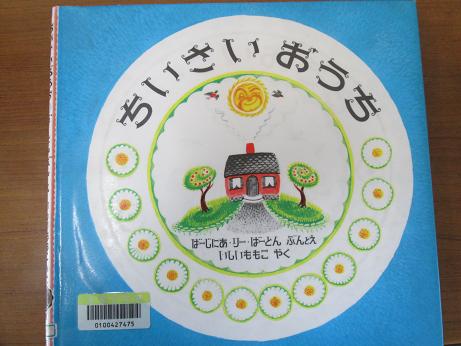 ちいさいおうち
ばーじにあ・リー・ばーとん ぶんとえ
いしいももこ やく
0100427475